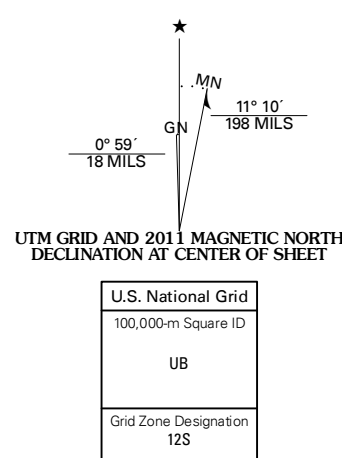 MN
GN
11° 10´
198 MILS
0° 59´
18 MILS
UTM GRID AND 2011 MAGNETIC NORTH
DECLINATION AT CENTER OF SHEET
U.S. National Grid
100,000-m Square ID
UB
Grid Zone Designation
12S